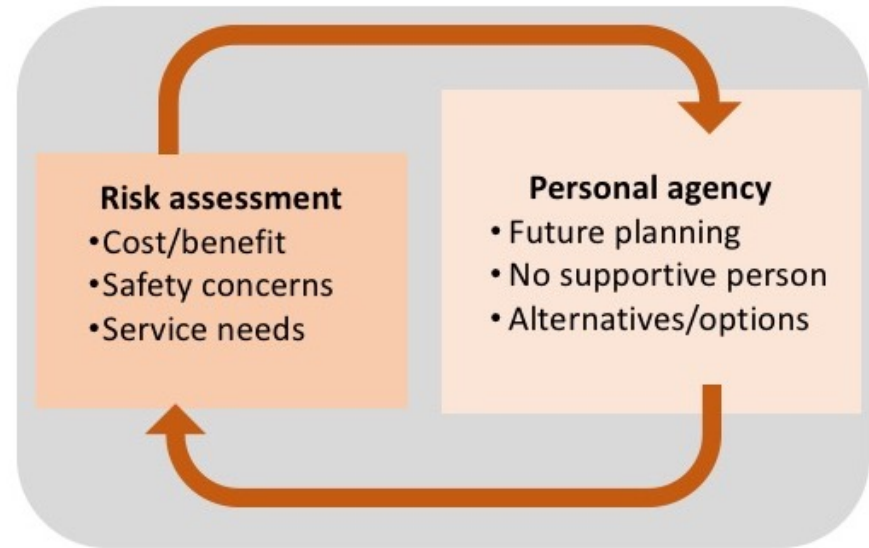 Risk assessment
•Cost/benefit
•Safety concerns
•Service needs
Personal agency
• Future planning
• No supportive person
• Alternatives/options